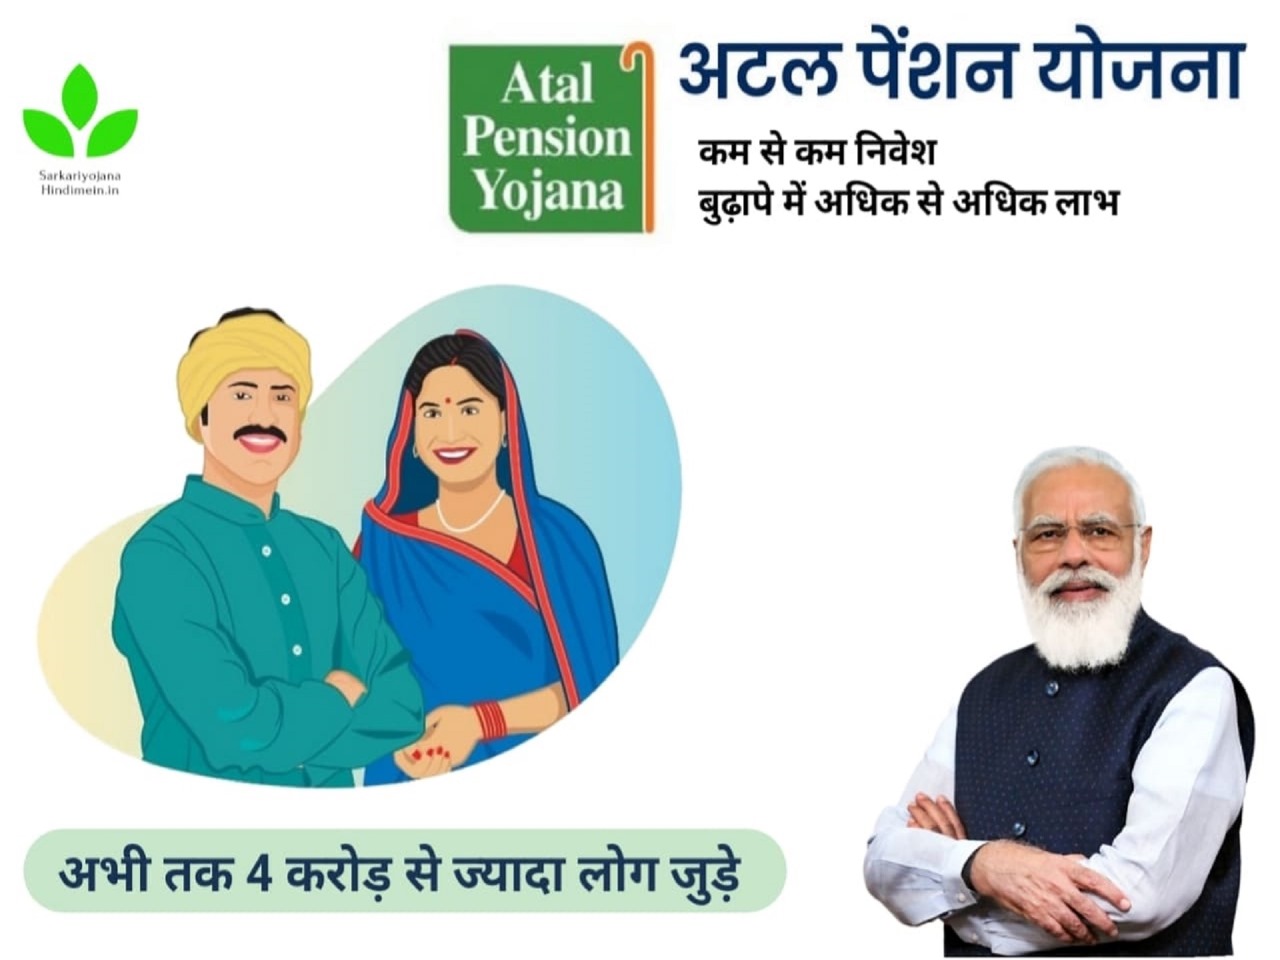 Sarkariyojana
Hindimein.in
Atal
Pension
Yojana
अटल पेंशन योजना
कम से कम निवेश
बुढ़ापे में अधिक से अधिक लाभ
अभी तक 4 करोड़ से ज्यादा लोग जुड़े